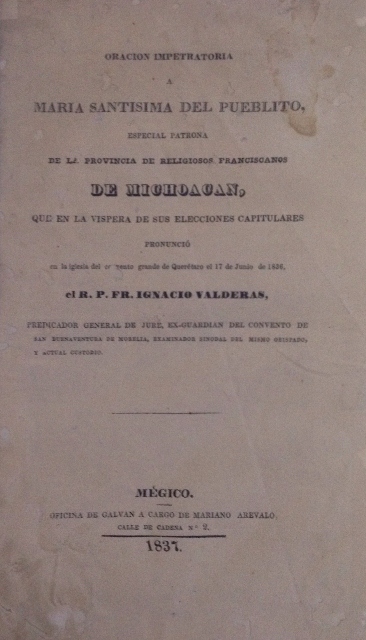 ORACION IMPETRATORIA
A
MARIA SANTISIMA DEL PUEBLITO,
ESPECIAL PATRONA
DE LA PROVINCIA DE RELIGIOSOS FRANCISCANOS
DE MICHOACAN,
QUE EN LA VISPERA DE SUS ELECCIONES CAPITULARES
PRONUNCIÓ
en la iglesia del convento grande de Querétaro el 17 de Junio de 1836,
el R. P. FR. IGNACIO VALDERAS,
PREDICADOR GENERAL DE JURE, EX-GUARDIAN DEL CONVENTO DE
SAN BUENAVENTURA DE MORELIA, EXAMINADOR SINODAL DEL MISMO OBISPADO,
Y ACTUAL CUSTODIO.
MÉGICO.
OFICINA DE GALVAN A CARGO DE MARIANO AREVALO,
CALLE DE CADENA N.º 2.
1837.